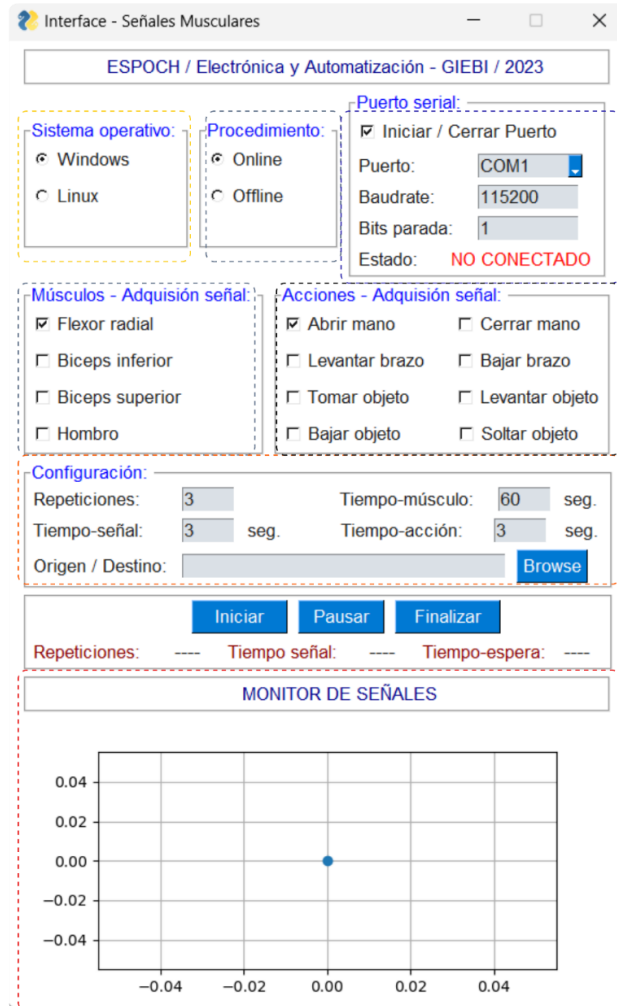 Interface - Señales Musculares
ESPOCH / Electrónica y Automatización - GIEBI / 2023
Sistema operativo:
Windows
Linux
Procedimiento:
Online
Offline
Puerto serial:
Iniciar / Cerrar Puerto
Puerto: COM1
Baudrate: 115200
Bits parada: 1
Estado: NO CONECTADO
Músculos - Adquisión señal:
Flexor radial
Biceps inferior
Biceps superior
Hombro
Acciones - Adquisión señal:
Abrir mano Cerrar mano
Levantar brazo Bajar brazo
Tomar objeto Levantar objeto
Bajar objeto Soltar objeto
Configuración:
Repeticiones: 3 Tiempo-músculo: 60 seg.
Tiempo-señal: 3 seg. Tiempo-acción: 3 seg.
Origen / Destino: Browse
Iniciar Pausar Finalizar
Repeticiones: ---- Tiempo señal: ---- Tiempo-espera: ----
MONITOR DE SEÑALES
0.04
0.02
0.00
−0.02
−0.04
−0.04 −0.02 0.00 0.02 0.04